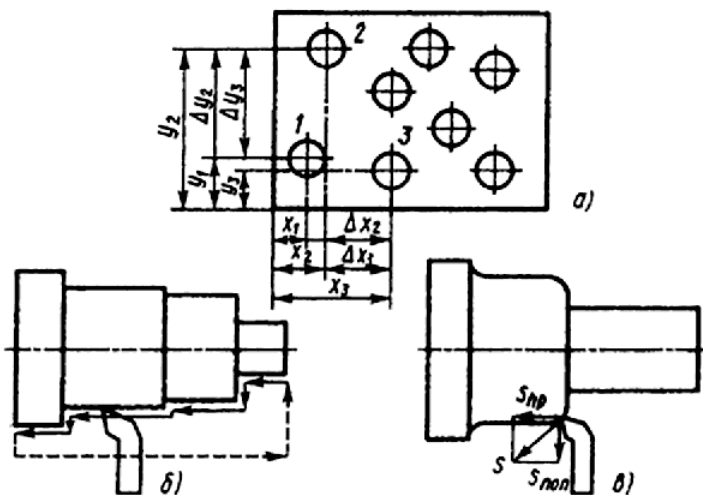 2
y₂
Δy₂
Δy₃
1
3
y₁
y₃
а)
x₁
Δx₂
x₂
Δx₃
x₃
Sпр
S
Sпоп
б)
в)